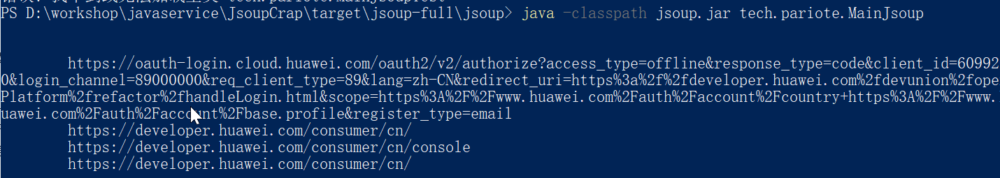 PS D:\workshop\javaservice\JsoupCrap\target\jsoup-full\jsoup> java -classpath jsoup.jar tech.pariote.MainJsoup
https://oauth-login.cloud.huawei.com/oauth2/v2/authorize?access_type=offline&response_type=code&client_id=60992
0&login_channel=89000000&req_client_type=89&lang=zh-CN&redirect_uri=https%3a%2f%2fdeveloper.huawei.com%2fdevunion%2fope
Platform%2frefactor%2fhandleLogin.html&scope=https%3A%2F%2Fwww.huawei.com%2Fauth%2Faccount%2Fcountry+https%3A%2F%2Fwww.
uawei.com%2Fauth%2Faccount%2Fbase.profile&register_type=email
https://developer.huawei.com/consumer/cn/
https://developer.huawei.com/consumer/cn/console
https://developer.huawei.com/consumer/cn/